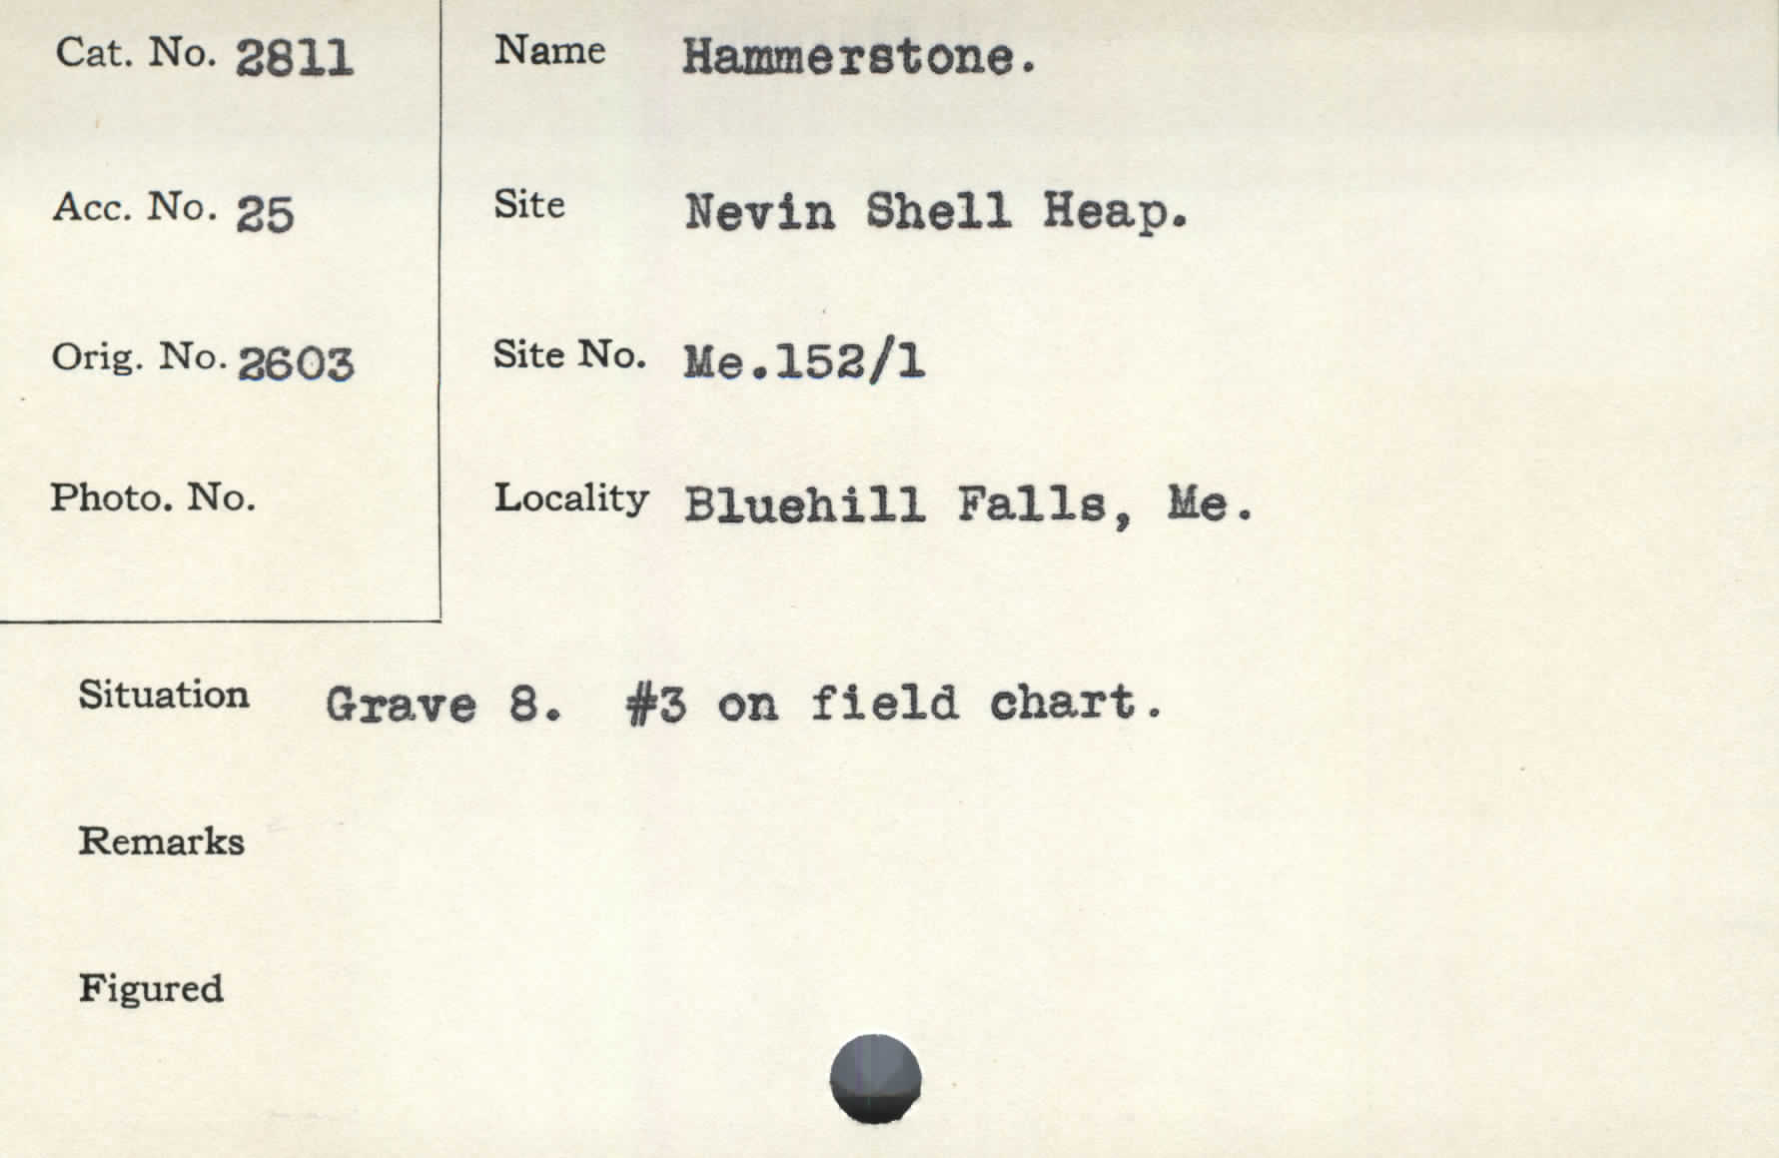 Cat. No. 2811
Name Hammerstone.
Acc. No. 25
Site Nevin Shell Heap.
Orig. No. 2603
Site No. Me.152/1
Photo. No.
Locality Bluehill Falls, Me.
Situation Grave 8. #3 on field chart.
Remarks
Figured